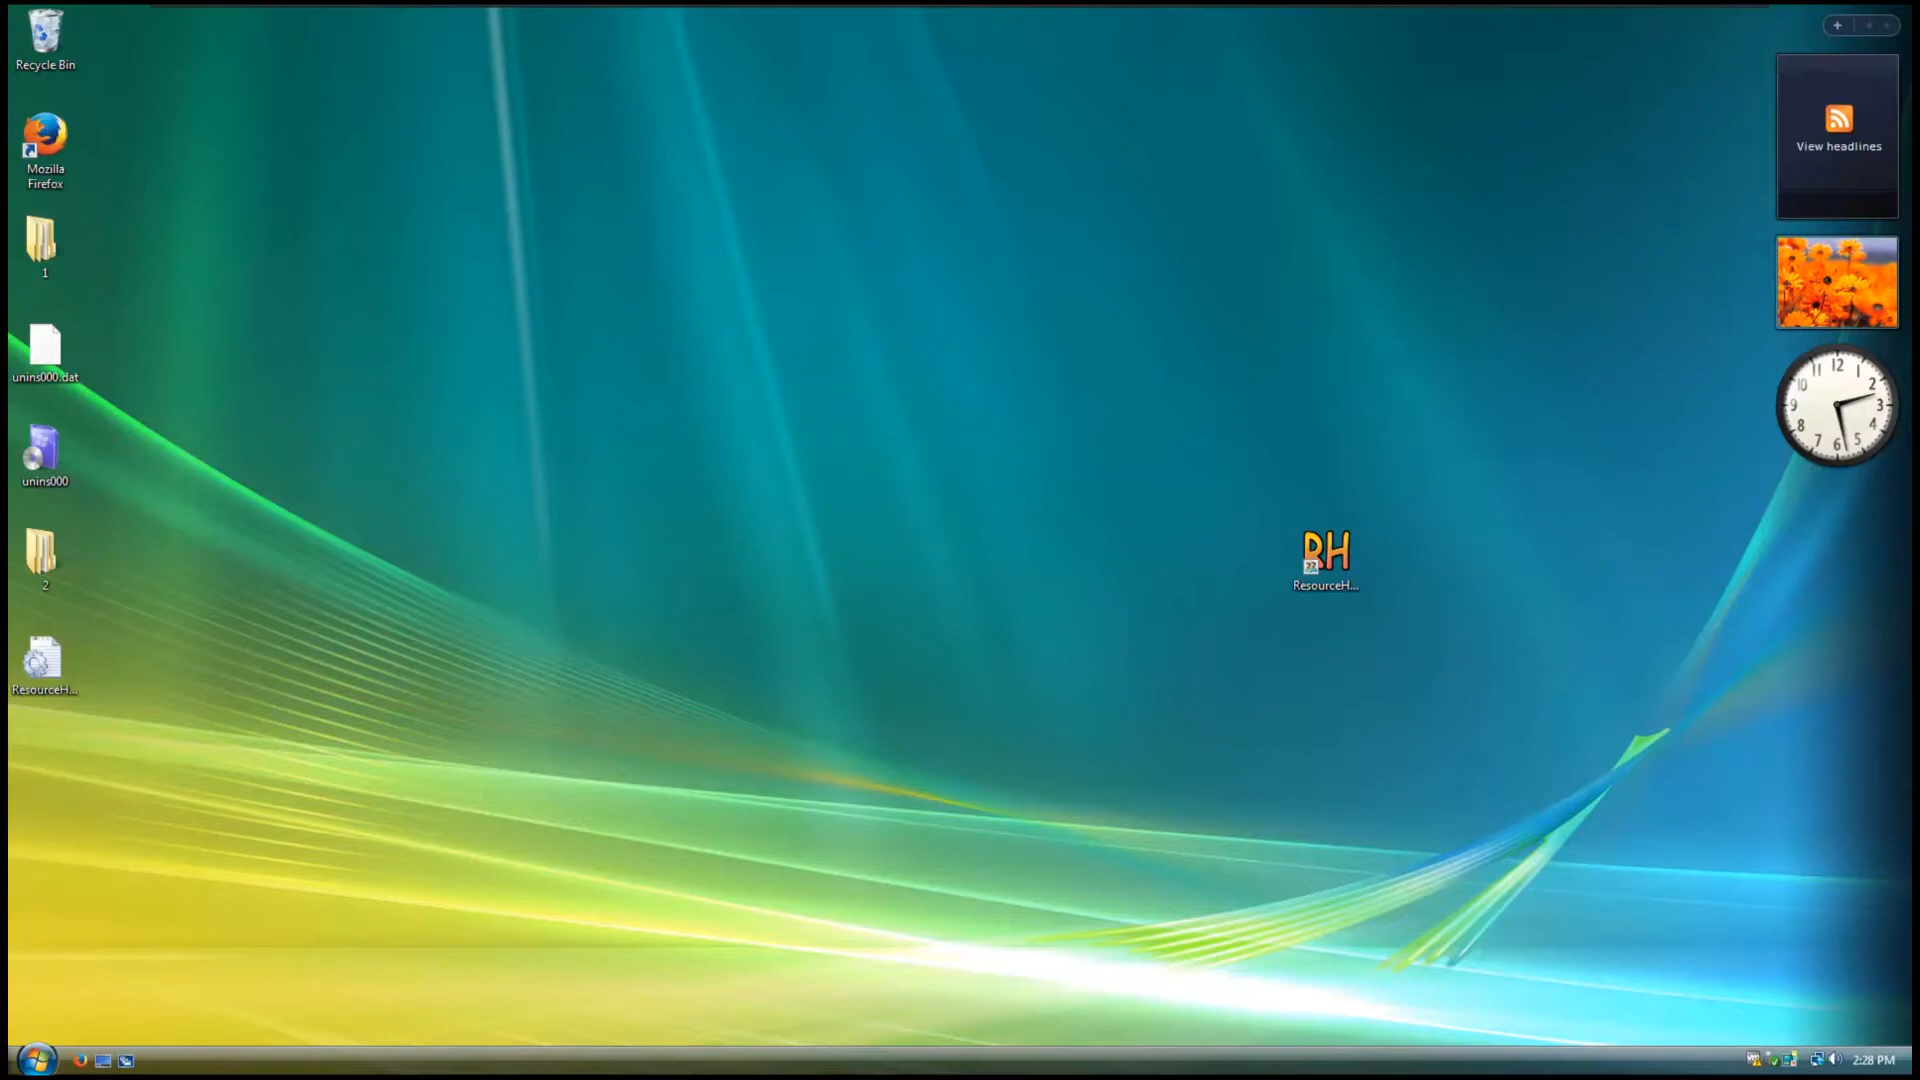 Recycle Bin
Mozilla
Firefox
1
unins000.dat
unins000
2
ResourceH...
RH
ResourceH...
View headlines
12
1
2
3
4
5
6
7
8
9
10
11
2:28 PM